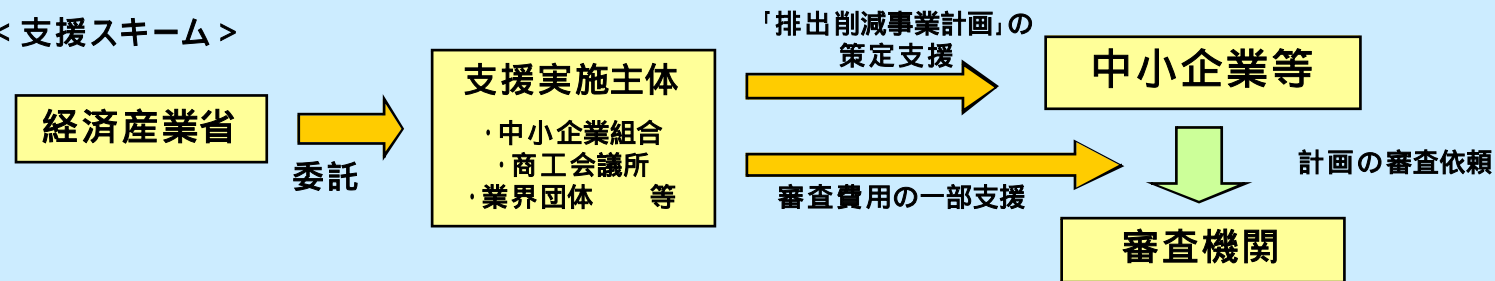 <支援スキーム>
経済産業省
委託
支援実施主体
・中小企業組合
・商工会議所
・業界団体　等
「排出削減事業計画」の
策定支援
審査費用の一部支援
中小企業等
計画の審査依頼
審査機関